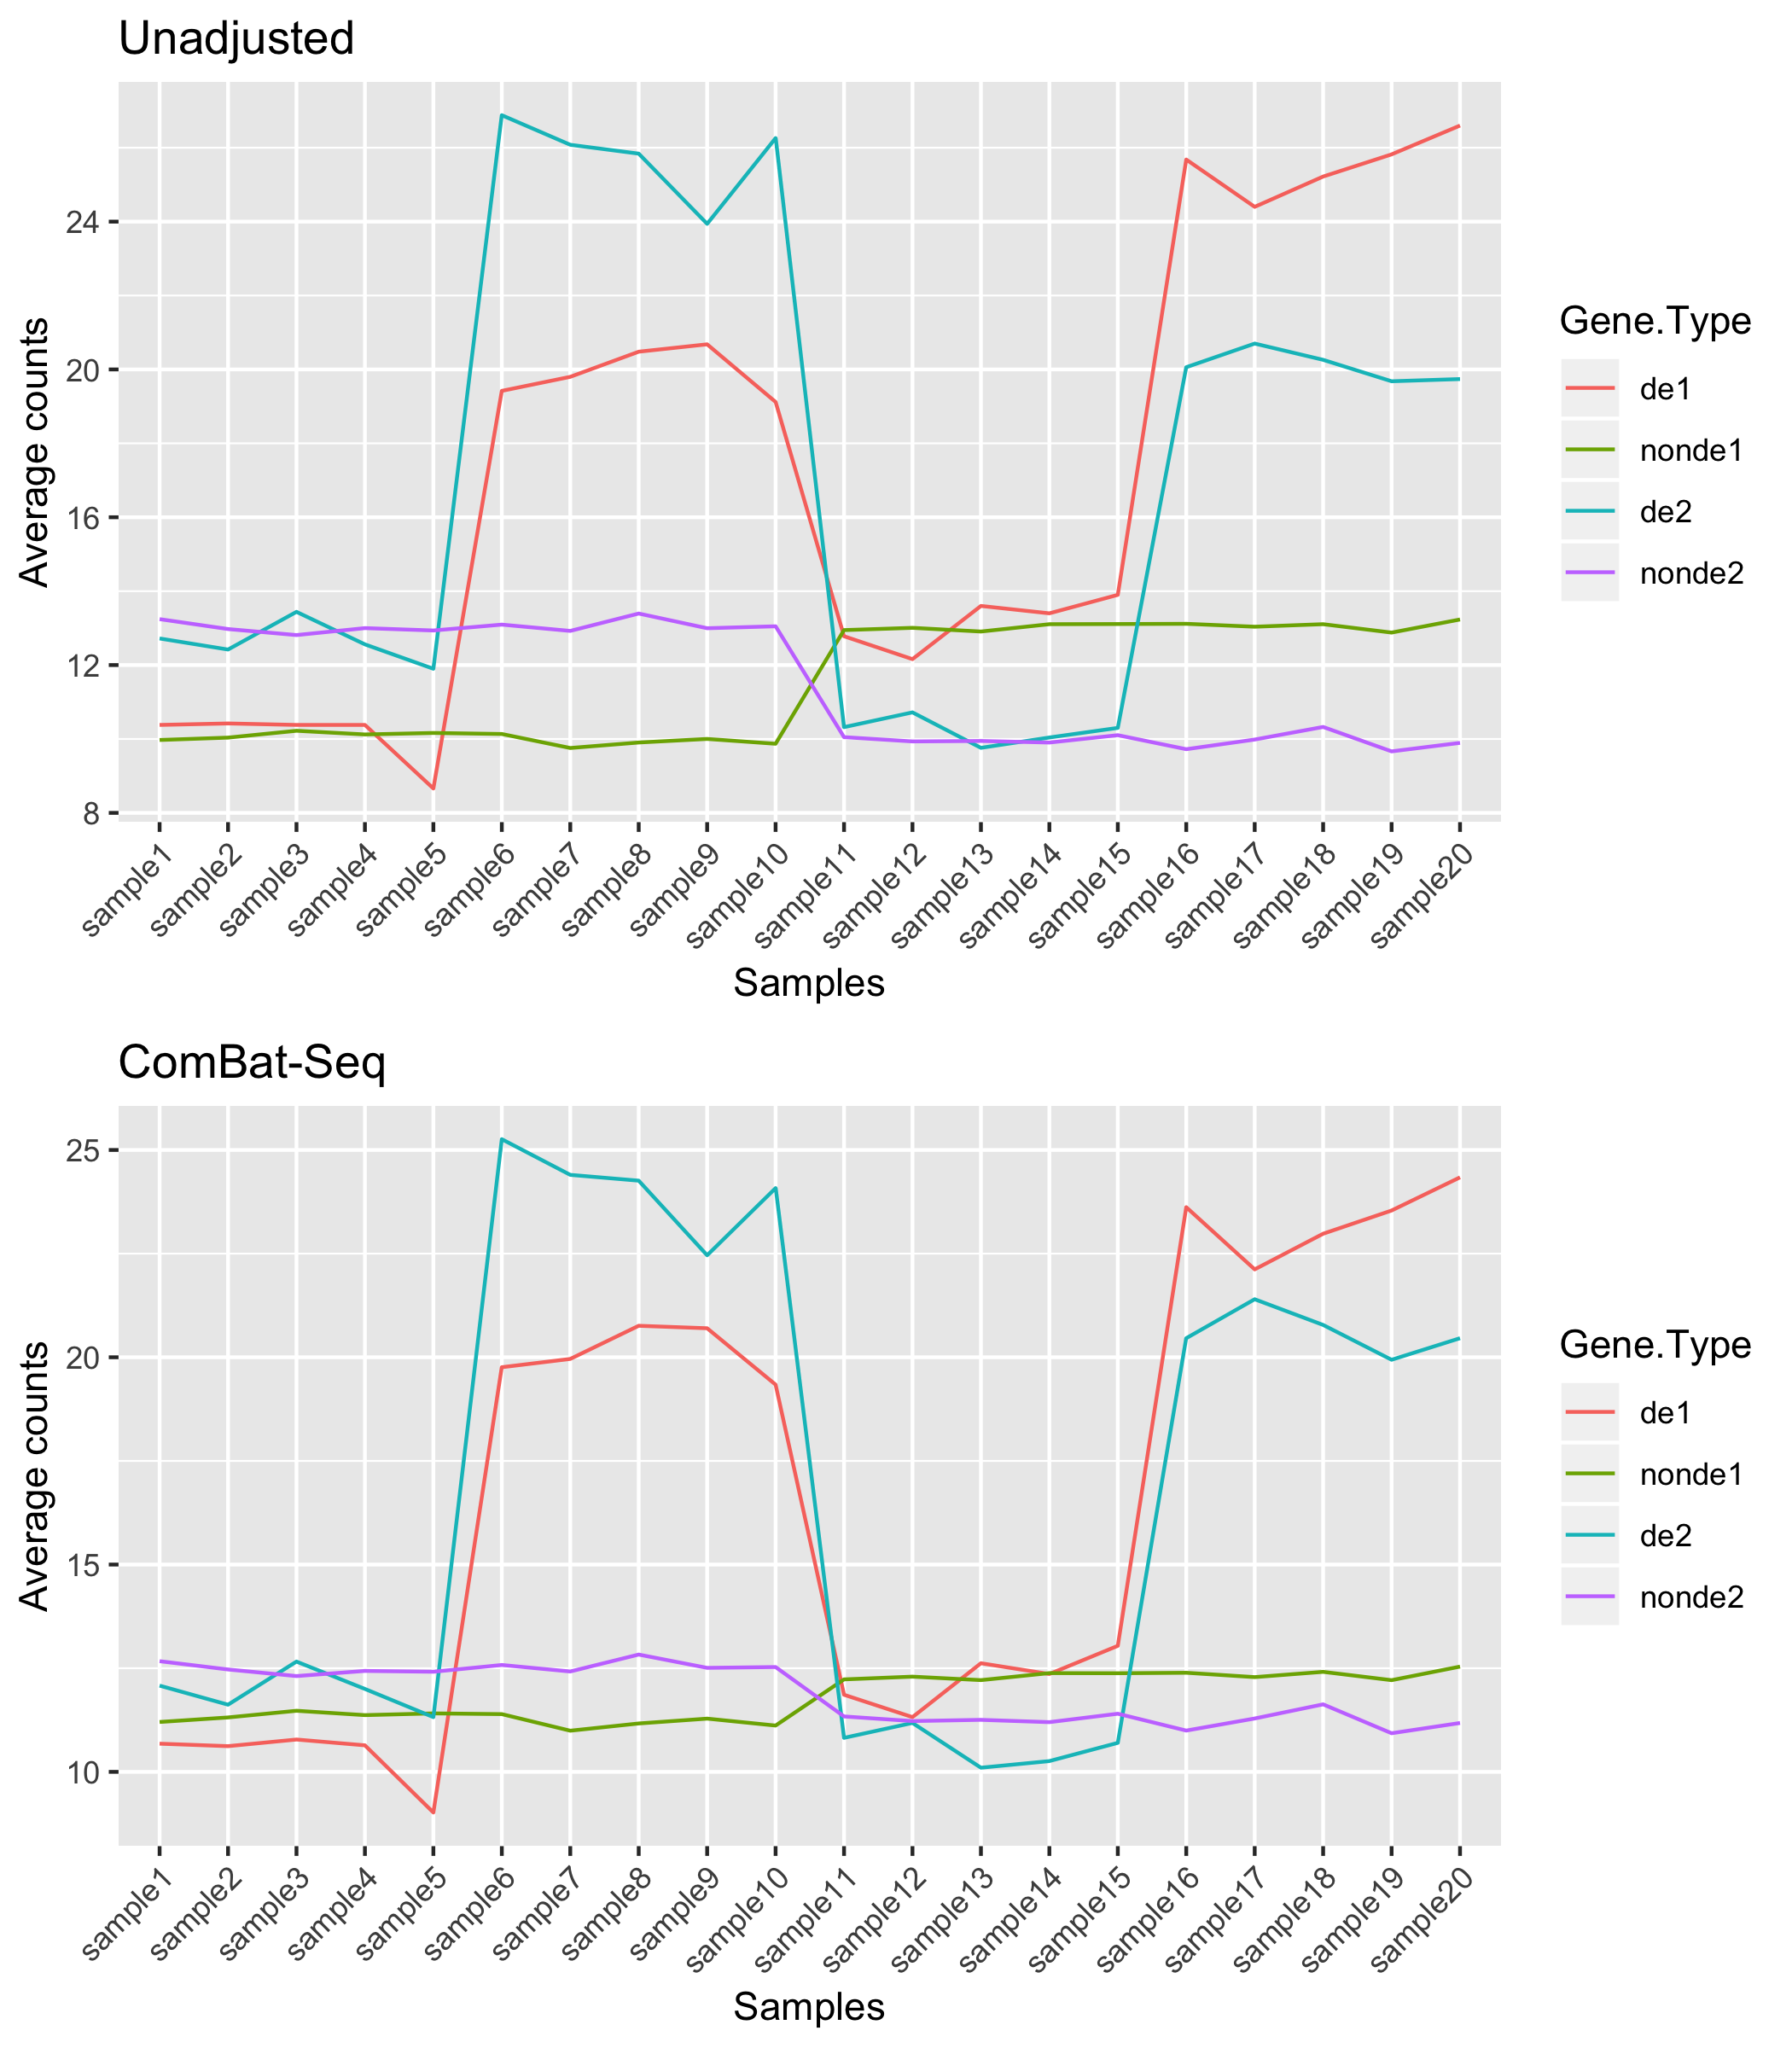 Unadjusted
Average counts
24
20
16
12
8
sample1
sample2
sample3
sample4
sample5
sample6
sample7
sample8
sample9
sample10
sample11
sample12
sample13
sample14
sample15
sample16
sample17
sample18
sample19
sample20
Samples
Gene.Type
de1
nonde1
de2
nonde2
ComBat-Seq
Average counts
25
20
15
10
sample1
sample2
sample3
sample4
sample5
sample6
sample7
sample8
sample9
sample10
sample11
sample12
sample13
sample14
sample15
sample16
sample17
sample18
sample19
sample20
Samples
Gene.Type
de1
nonde1
de2
nonde2